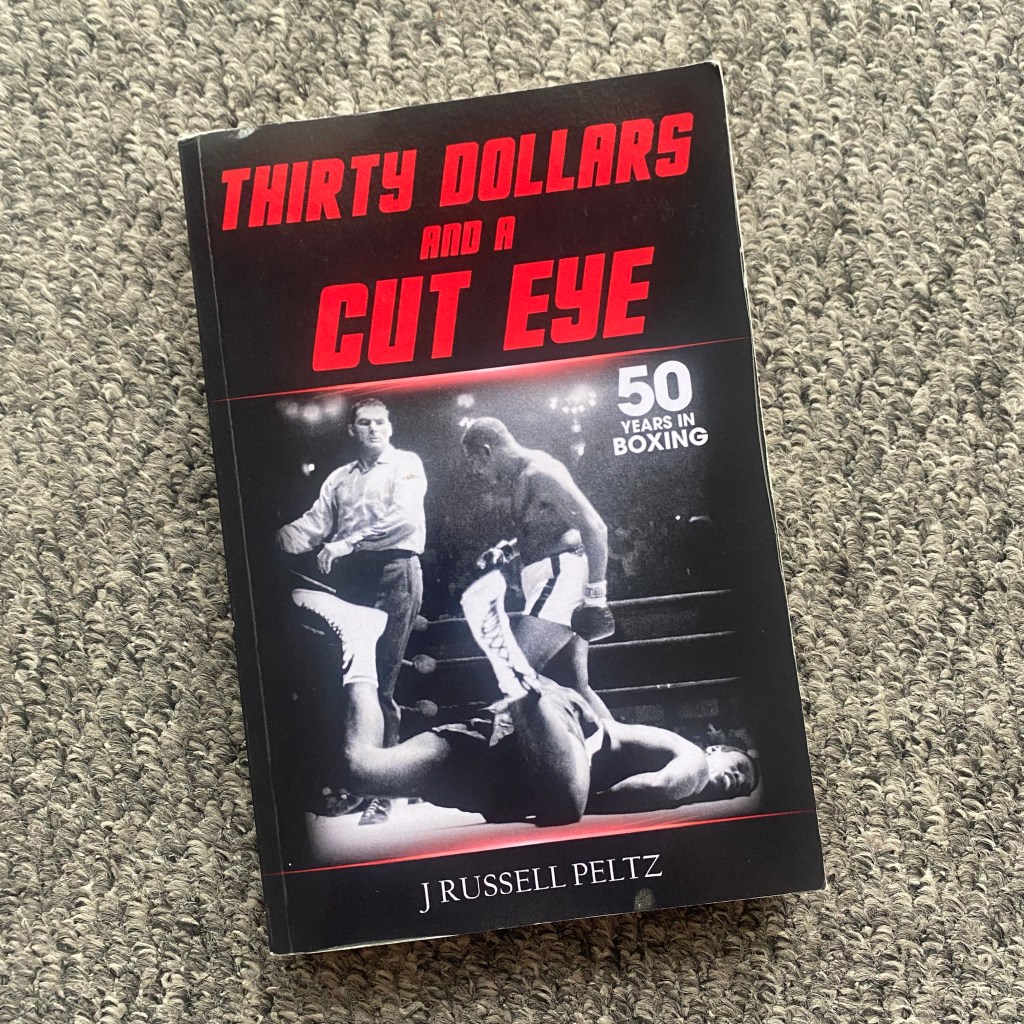 THIRTY DOLLARS
AND A
CUT EYE
50
YEARS IN
BOXING
J RUSSELL PELTZ